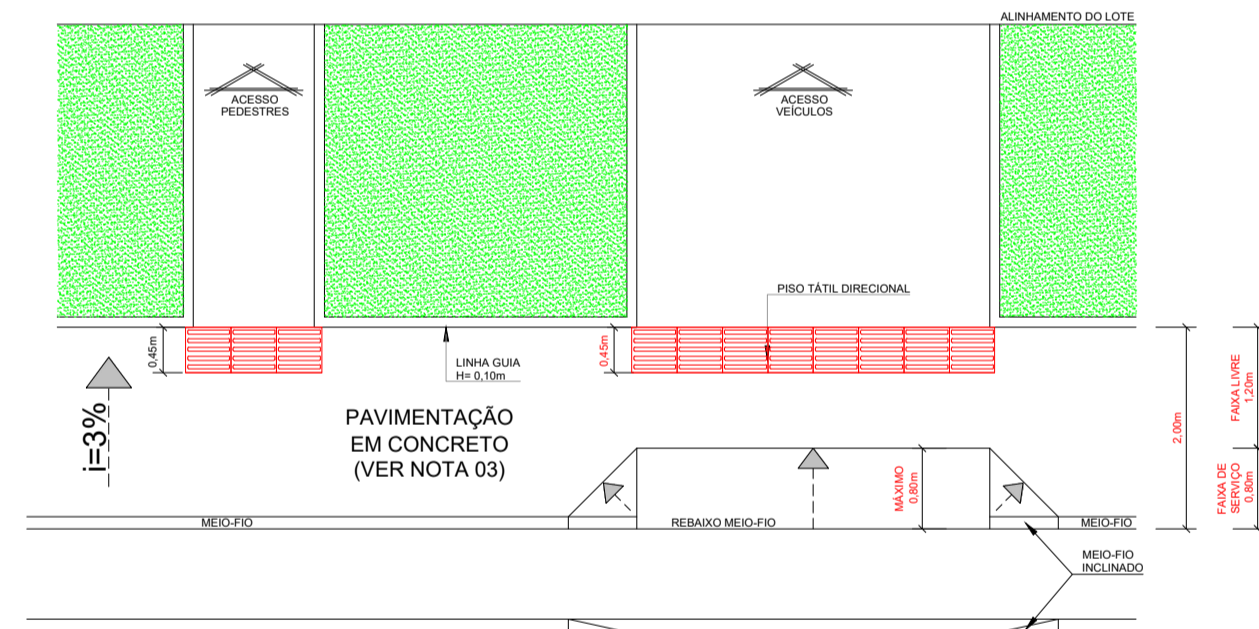 ALINHAMENTO DO LOTE
ACESSO
PEDESTRES
ACESSO
VEÍCULOS
PISO TÁTIL DIRECIONAL
0,45m
LINHA GUIA
H= 0,10m
0,45m
i=3%
PAVIMENTAÇÃO
EM CONCRETO
(VER NOTA 03)
MÁXIMO
0,80m
2,00m
FAIXA LIVRE
1,20m
FAIXA DE
SERVIÇO
0,80m
MEIO-FIO
REBAIXO MEIO-FIO
MEIO-FIO
MEIO-FIO
INCLINADO